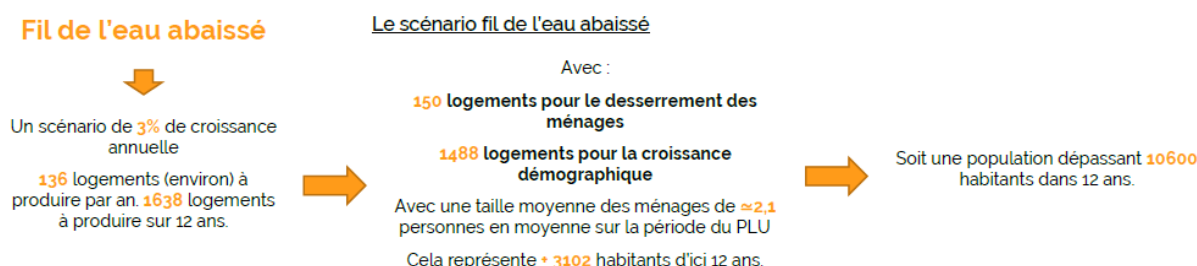 Fil de l'eau abaissé
Un scénario de 3% de croissance
annuelle
136 logements (environ) à
produire par an. 1638 logements
à produire sur 12 ans.
Le scénario fil de l'eau abaissé
Avec :
150 logements pour le desserrement des
ménages
1488 logements pour la croissance
démographique
Avec une taille moyenne des ménages de ≃2,1
personnes en moyenne sur la période du PLU
Cela représente + 3102 habitants d'ici 12 ans.
Soit une population dépassant 10600
habitants dans 12 ans.